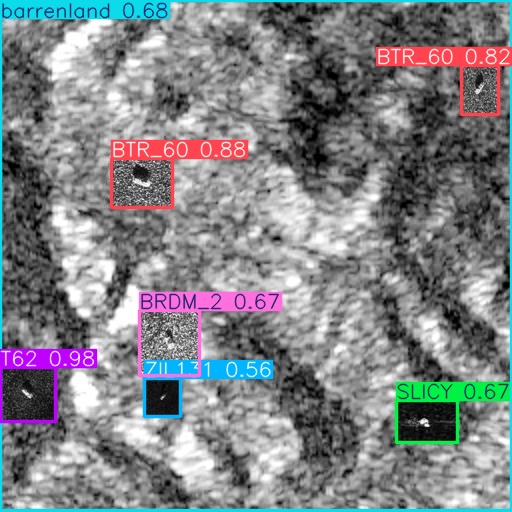 barrenland 0.68
BTR_60 0.82
BTR_60 0.88
BRDM_2 0.67
T62 0.98
ZIL131 0.56
SLICY 0.67